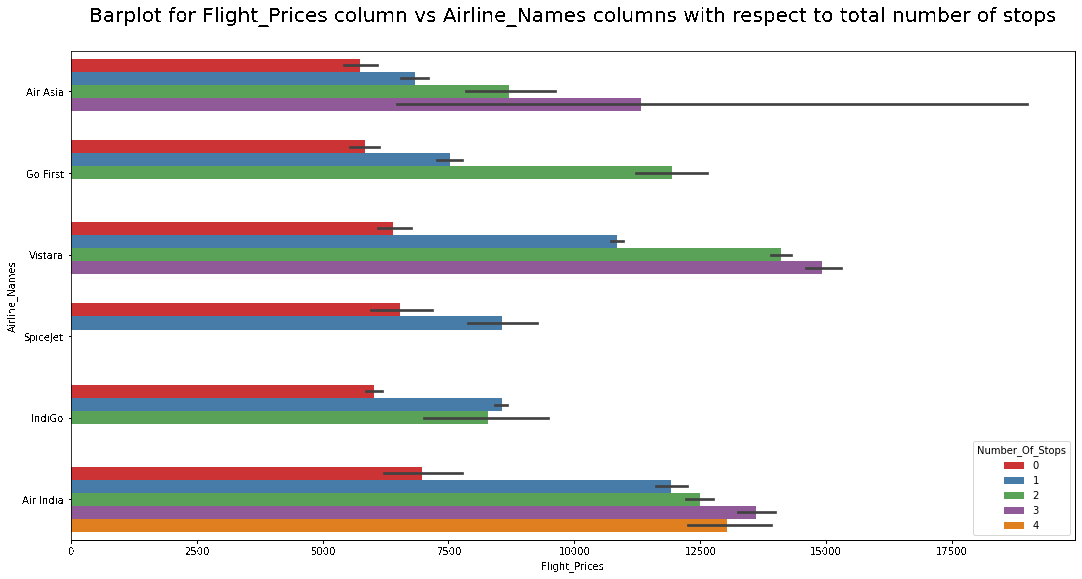 Barplot for Flight_Prices column vs Airline_Names columns with respect to total number of stops
Airline_Names
Air Asia
Go First
Vistara
SpiceJet
IndiGo
Air India
Number_Of_Stops
0
1
2
3
4
0 2500 5000 7500 10000 12500 15000 17500
Flight_Prices